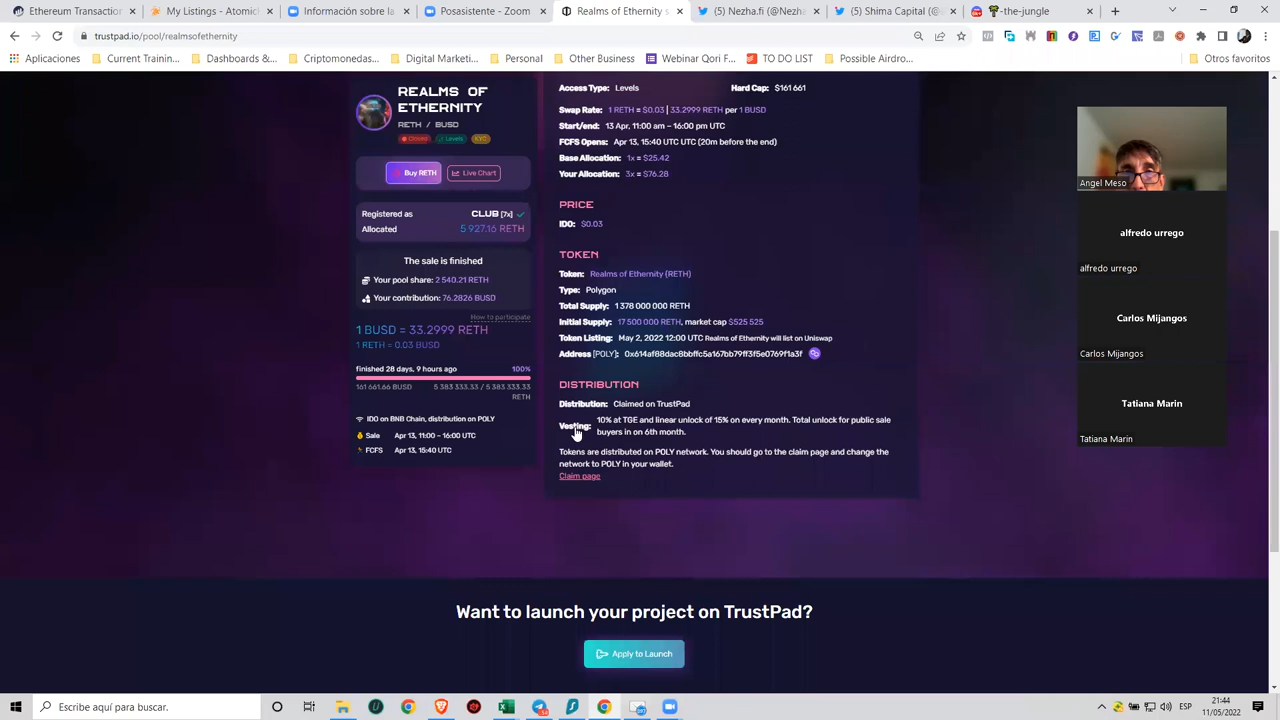 Ethereum Transaction
My Listings - AtomicH
Información sobre la
Posasistente - Zoom
Realms of Ethernity s
(5) Nezha.fi (@Nezha
(5) Shima Capital (@
-the-jungle
trustpad.io/pool/realmsofethernity
Aplicaciones
Current Trainin...
Dashboards &...
Criptomonedas...
Digital Marketi...
Personal
Other Business
Webinar Qori F...
TO DO LIST
Possible Airdro...
Otros favoritos
REALMS OF
ETHERNITY
RETH / BUSD
Closed
Levels
KYC
Buy RETH
Live Chart
Registered as
CLUB [7x]
Allocated
5 927.16 RETH
The sale is finished
Your pool share: 2 540.21 RETH
Your contribution: 76.2826 BUSD
How to participate
1 BUSD = 33.2999 RETH
1 RETH = 0.03 BUSD
finished 28 days, 9 hours ago
100%
161 661.66 BUSD
5 383 333.33 / 5 383 333.33
RETH
IDO on BNB Chain, distribution on POLY
Sale
Apr 13, 11:00 – 16:00 UTC
FCFS
Apr 13, 15:40 UTC
Access Type: Levels
Hard Cap: $161 661
Swap Rate: 1 RETH = $0.03 | 33.2999 RETH per 1 BUSD
Start/end: 13 Apr, 11:00 am – 16:00 pm UTC
FCFS Opens: Apr 13, 15:40 UTC UTC (20m before the end)
Base Allocation: 1x = $25.42
Your Allocation: 3x = $76.28
PRICE
IDO: $0.03
TOKEN
Token: Realms of Ethernity (RETH)
Type: Polygon
Total Supply: 1 378 000 000 RETH
Initial Supply: 17 500 000 RETH, market cap $525 525
Token Listing: May 2, 2022 12:00 UTC Realms of Ethernity will list on Uniswap
Address [POLY]: 0x614af88dac8bbffc5a167bb79ff3f5e0769f1a3f
DISTRIBUTION
Distribution: Claimed on TrustPad
Vesting: 10% at TGE and linear unlock of 15% on every month. Total unlock for public sale
buyers in on 6th month.
Tokens are distributed on POLY network. You should go to the claim page and change the
network to POLY in your wallet.
Claim page
Want to launch your project on TrustPad?
Apply to Launch
Angel Meso
alfredo urrego
alfredo urrego
Carlos Mijangos
Carlos Mijangos
Tatiana Marin
Tatiana Marin
Escribe aquí para buscar.
ESP
21:44
11/05/2022